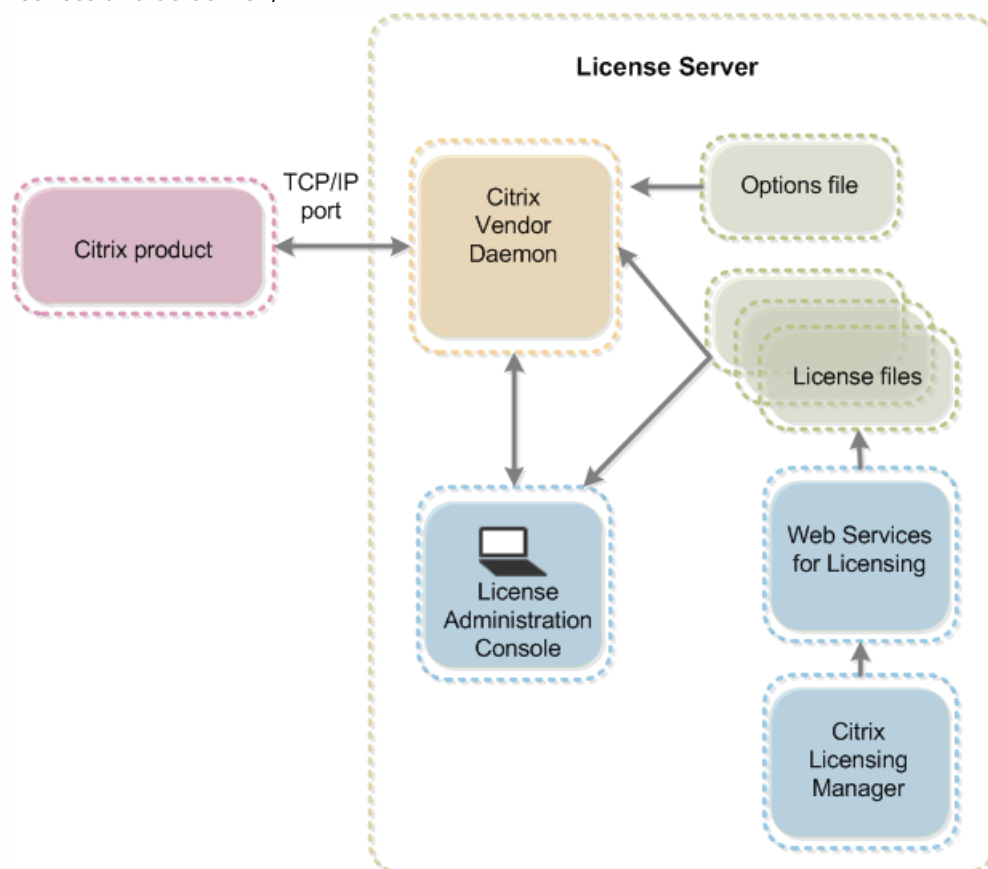 License Server
TCP/IP
port
Citrix product
Citrix
Vendor
Daemon
Options file
License files
License
Administration
Console
Web Services
for Licensing
Citrix
Licensing
Manager